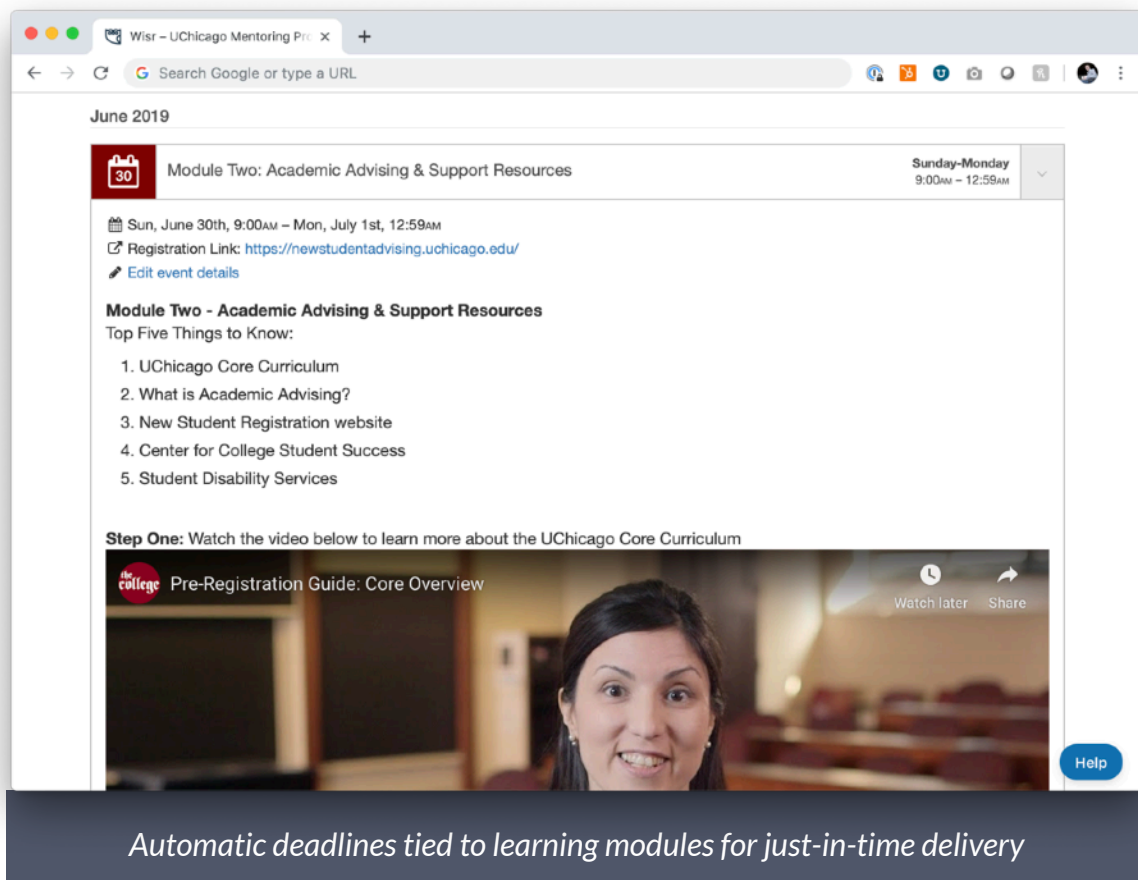 Wisr – UChicago Mentoring Pro
Search Google or type a URL
June 2019
30
Module Two: Academic Advising & Support Resources
Sunday-Monday
9:00AM – 12:59AM
Sun, June 30th, 9:00AM – Mon, July 1st, 12:59AM
Registration Link: https://newstudentadvising.uchicago.edu/
Edit event details
Module Two - Academic Advising & Support Resources
Top Five Things to Know:
1. UChicago Core Curriculum
2. What is Academic Advising?
3. New Student Registration website
4. Center for College Student Success
5. Student Disability Services
Step One: Watch the video below to learn more about the UChicago Core Curriculum
the college
Pre-Registration Guide: Core Overview
Watch later
Share
Help
Automatic deadlines tied to learning modules for just-in-time delivery